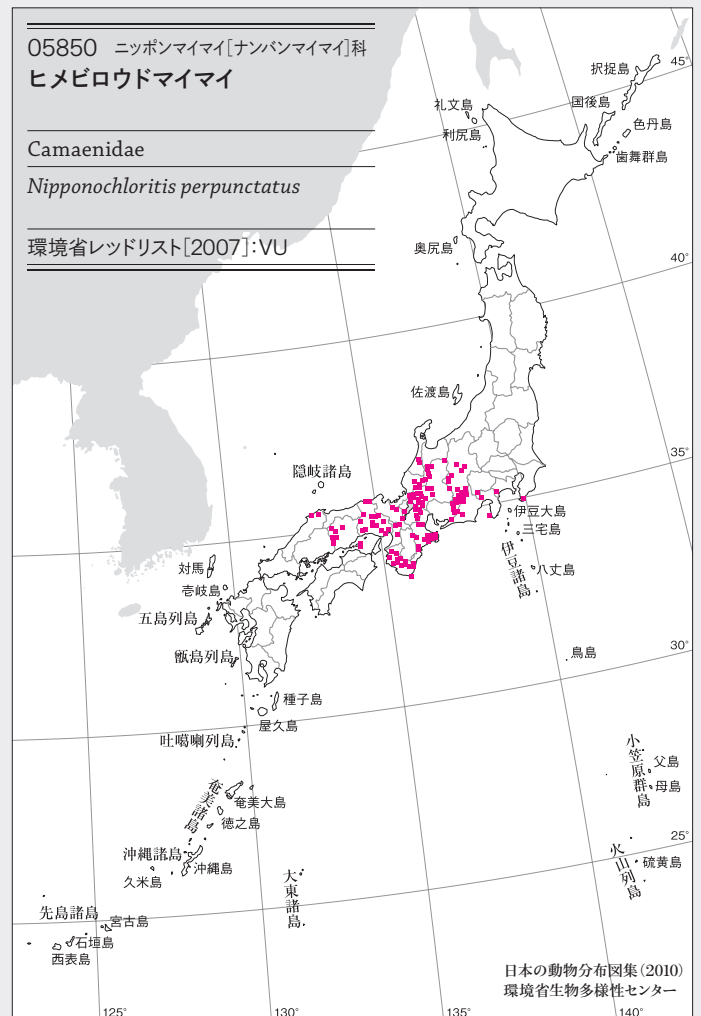 05850 ニッポンマイマイ[ナンバンマイマイ]科
ヒメビロウドマイマイ
Camaenidae
Nipponochloritis perpunctatus
環境省レッドリスト[2007]:VU
択捉島
45°
礼文島
国後島
利尻島
色丹島
歯舞群島
奥尻島
40°
佐渡島
35°
隠岐諸島
伊豆大島
三宅島
伊豆諸島
八丈島
対馬
壱岐島
五島列島
甑島列島
鳥島
30°
種子島
屋久島
吐噶喇列島
小笠原群島
父島
母島
奄美諸島
奄美大島
徳之島
25°
沖縄諸島
沖縄島
久米島
火山列島
硫黄島
大東諸島
先島諸島
宮古島
石垣島
西表島
日本の動物分布図集(2010)
環境省生物多様性センター
125°
130°
135°
140°